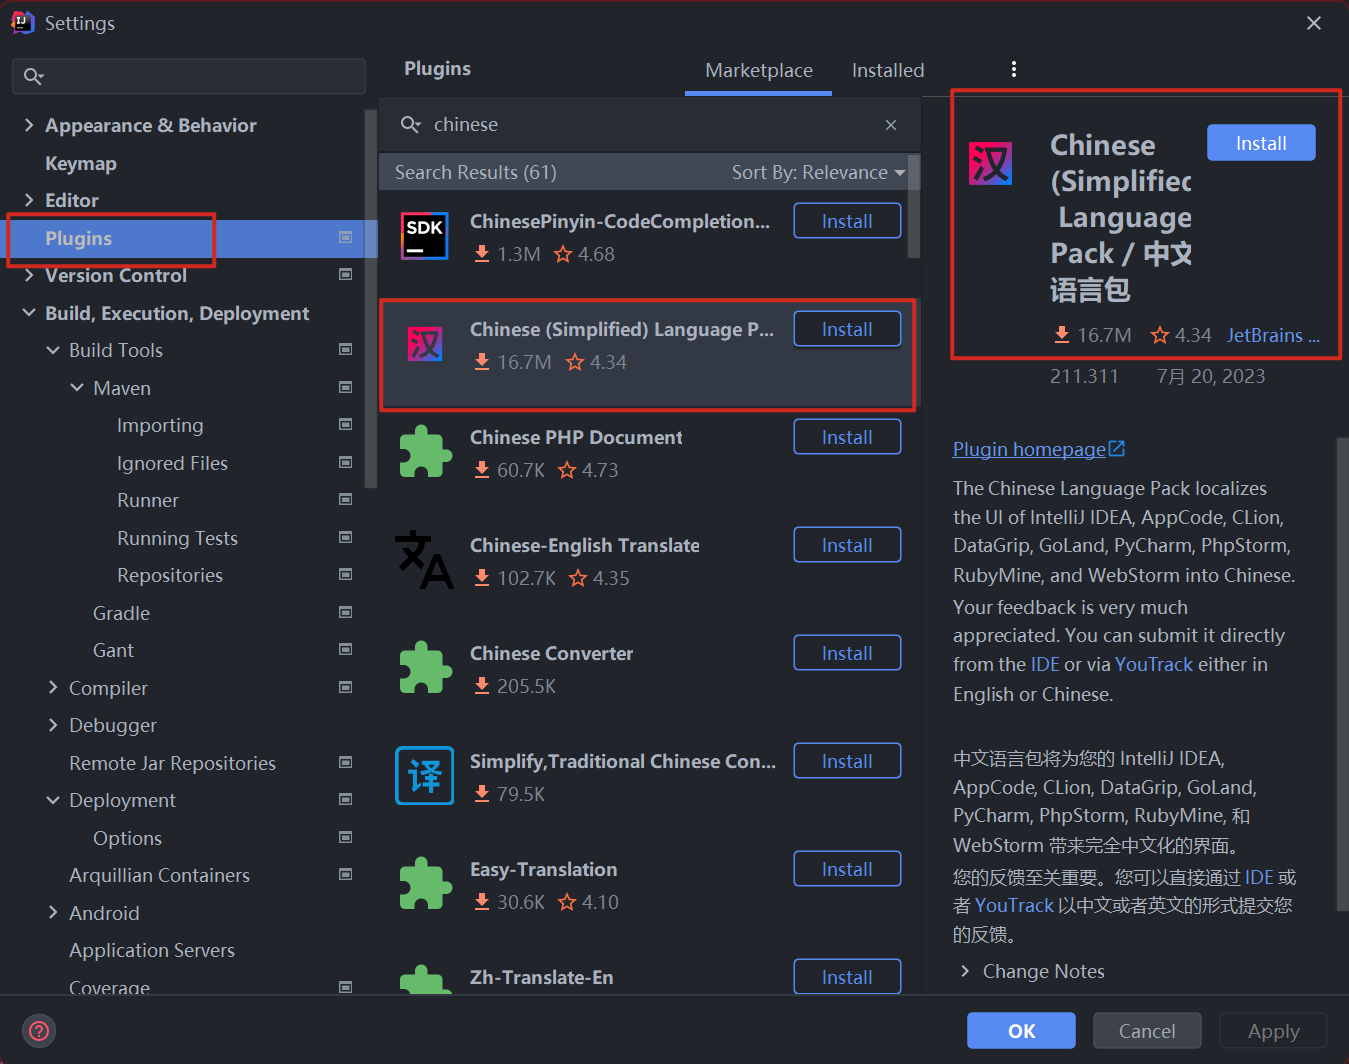 Settings
Appearance & Behavior
Keymap
Editor
Plugins
Version Control
Build, Execution, Deployment
Build Tools
Maven
Importing
Ignored Files
Runner
Running Tests
Repositories
Gradle
Gant
Compiler
Debugger
Remote Jar Repositories
Deployment
Options
Arquillian Containers
Android
Application Servers
Coverage
Plugins
Marketplace
Installed
chinese
Search Results (61)
Sort By: Relevance
SDK
ChinesePinyin-CodeCompletion...
Install
1.3M 4.68
汉
Chinese (Simplified) Language P...
Install
16.7M 4.34
Chinese PHP Document
Install
60.7K 4.73
文A
Chinese-English Translate
Install
102.7K 4.35
Chinese Converter
Install
205.5K
译
Simplify,Traditional Chinese Con...
Install
79.5K
Easy-Translation
Install
30.6K 4.10
Zh-Translate-En
Install
汉
Chinese
(Simplified
Language
Pack / 中文
语言包
Install
16.7M 4.34 JetBrains ...
211.311 7月 20, 2023
Plugin homepage
The Chinese Language Pack localizes
the UI of IntelliJ IDEA, AppCode, CLion,
DataGrip, GoLand, PyCharm, PhpStorm,
RubyMine, and WebStorm into Chinese.
Your feedback is very much
appreciated. You can submit it directly
from the IDE or via YouTrack either in
English or Chinese.
中文语言包将为您的 IntelliJ IDEA,
AppCode, CLion, DataGrip, GoLand,
PyCharm, PhpStorm, RubyMine, 和
WebStorm 带来完全中文化的界面。
您的反馈至关重要。您可以直接通过 IDE 或
者 YouTrack 以中文或者英文的形式提交您
的反馈。
Change Notes
?
OK
Cancel
Apply